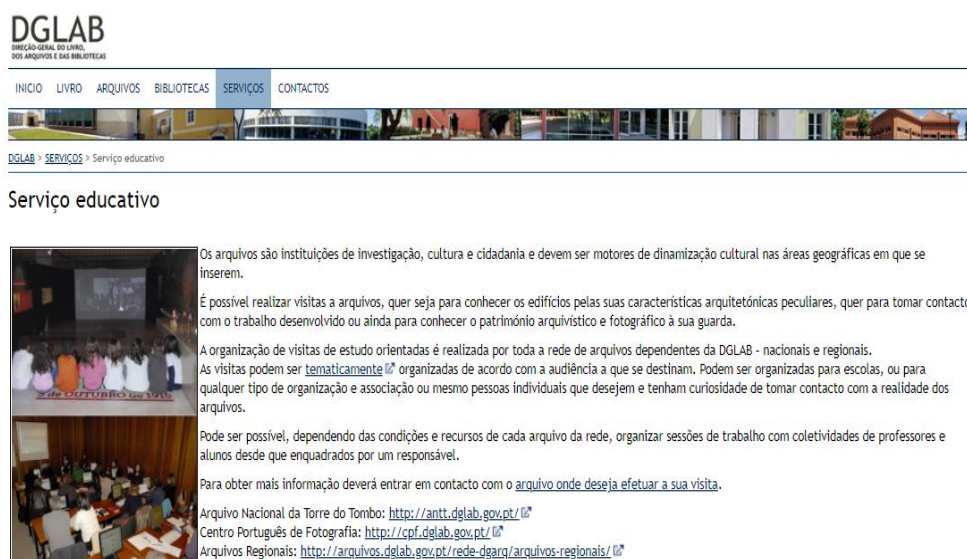 DGLAB
DIREÇÃO-GERAL DO LIVRO,
DOS ARQUIVOS E DAS BIBLIOTECAS
INICIO LIVRO ARQUIVOS BIBLIOTECAS SERVIÇOS CONTACTOS
DGLAB > SERVIÇOS > Serviço educativo
Serviço educativo
Os arquivos são instituições de investigação, cultura e cidadania e devem ser motores de dinamização cultural nas áreas geográficas em que se
inserem.
É possível realizar visitas a arquivos, quer seja para conhecer os edifícios pelas suas características arquitetónicas peculiares, quer para tomar contacto
com o trabalho desenvolvido ou ainda para conhecer o património arquivístico e fotográfico à sua guarda.
A organização de visitas de estudo orientadas é realizada por toda a rede de arquivos dependentes da DGLAB - nacionais e regionais.
As visitas podem ser tematicamente organizadas de acordo com a audiência a que se destinam. Podem ser organizadas para escolas, ou para
qualquer tipo de organização e associação ou mesmo pessoas individuais que desejem e tenham curiosidade de tomar contacto com a realidade dos
arquivos.
5 de OUTUBRO de 1910
Pode ser possível, dependendo das condições e recursos de cada arquivo da rede, organizar sessões de trabalho com coletividades de professores e
alunos desde que enquadrados por um responsável.
Para obter mais informação deverá entrar em contacto com o arquivo onde deseja efetuar a sua visita.
Arquivo Nacional da Torre do Tombo: http://antt.dglab.gov.pt/
Centro Português de Fotografia: http://cpf.dglab.gov.pt/
Arquivos Regionais: http://arquivos.dglab.gov.pt/rede-dgarq/arquivos-regionais/